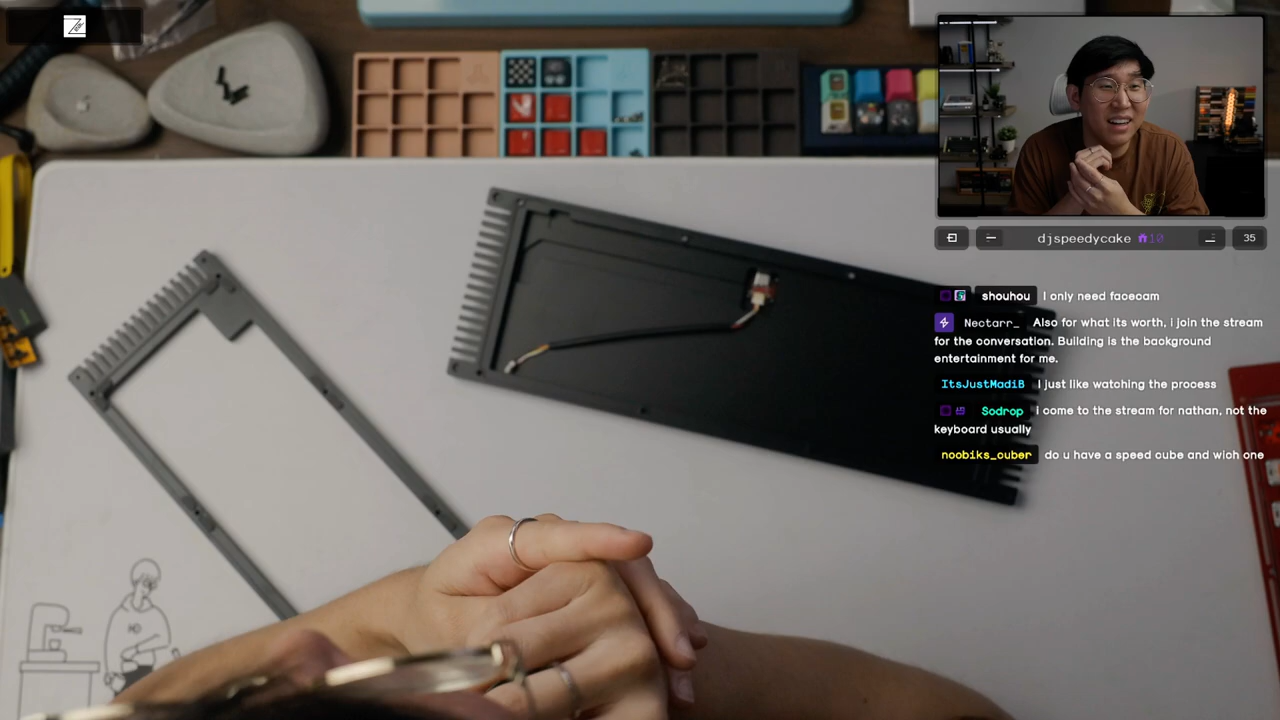 djspeedycake 10
35
shouhou I only need facecam
Nectarr_ Also for what its worth, i join the stream
for the conversation. Building is the background
entertainment for me.
ItsJustMadiB I just like watching the process
Sodrop i come to the stream for nathan, not the
keyboard usually
noobiks_cuber do u have a speed cube and wich one